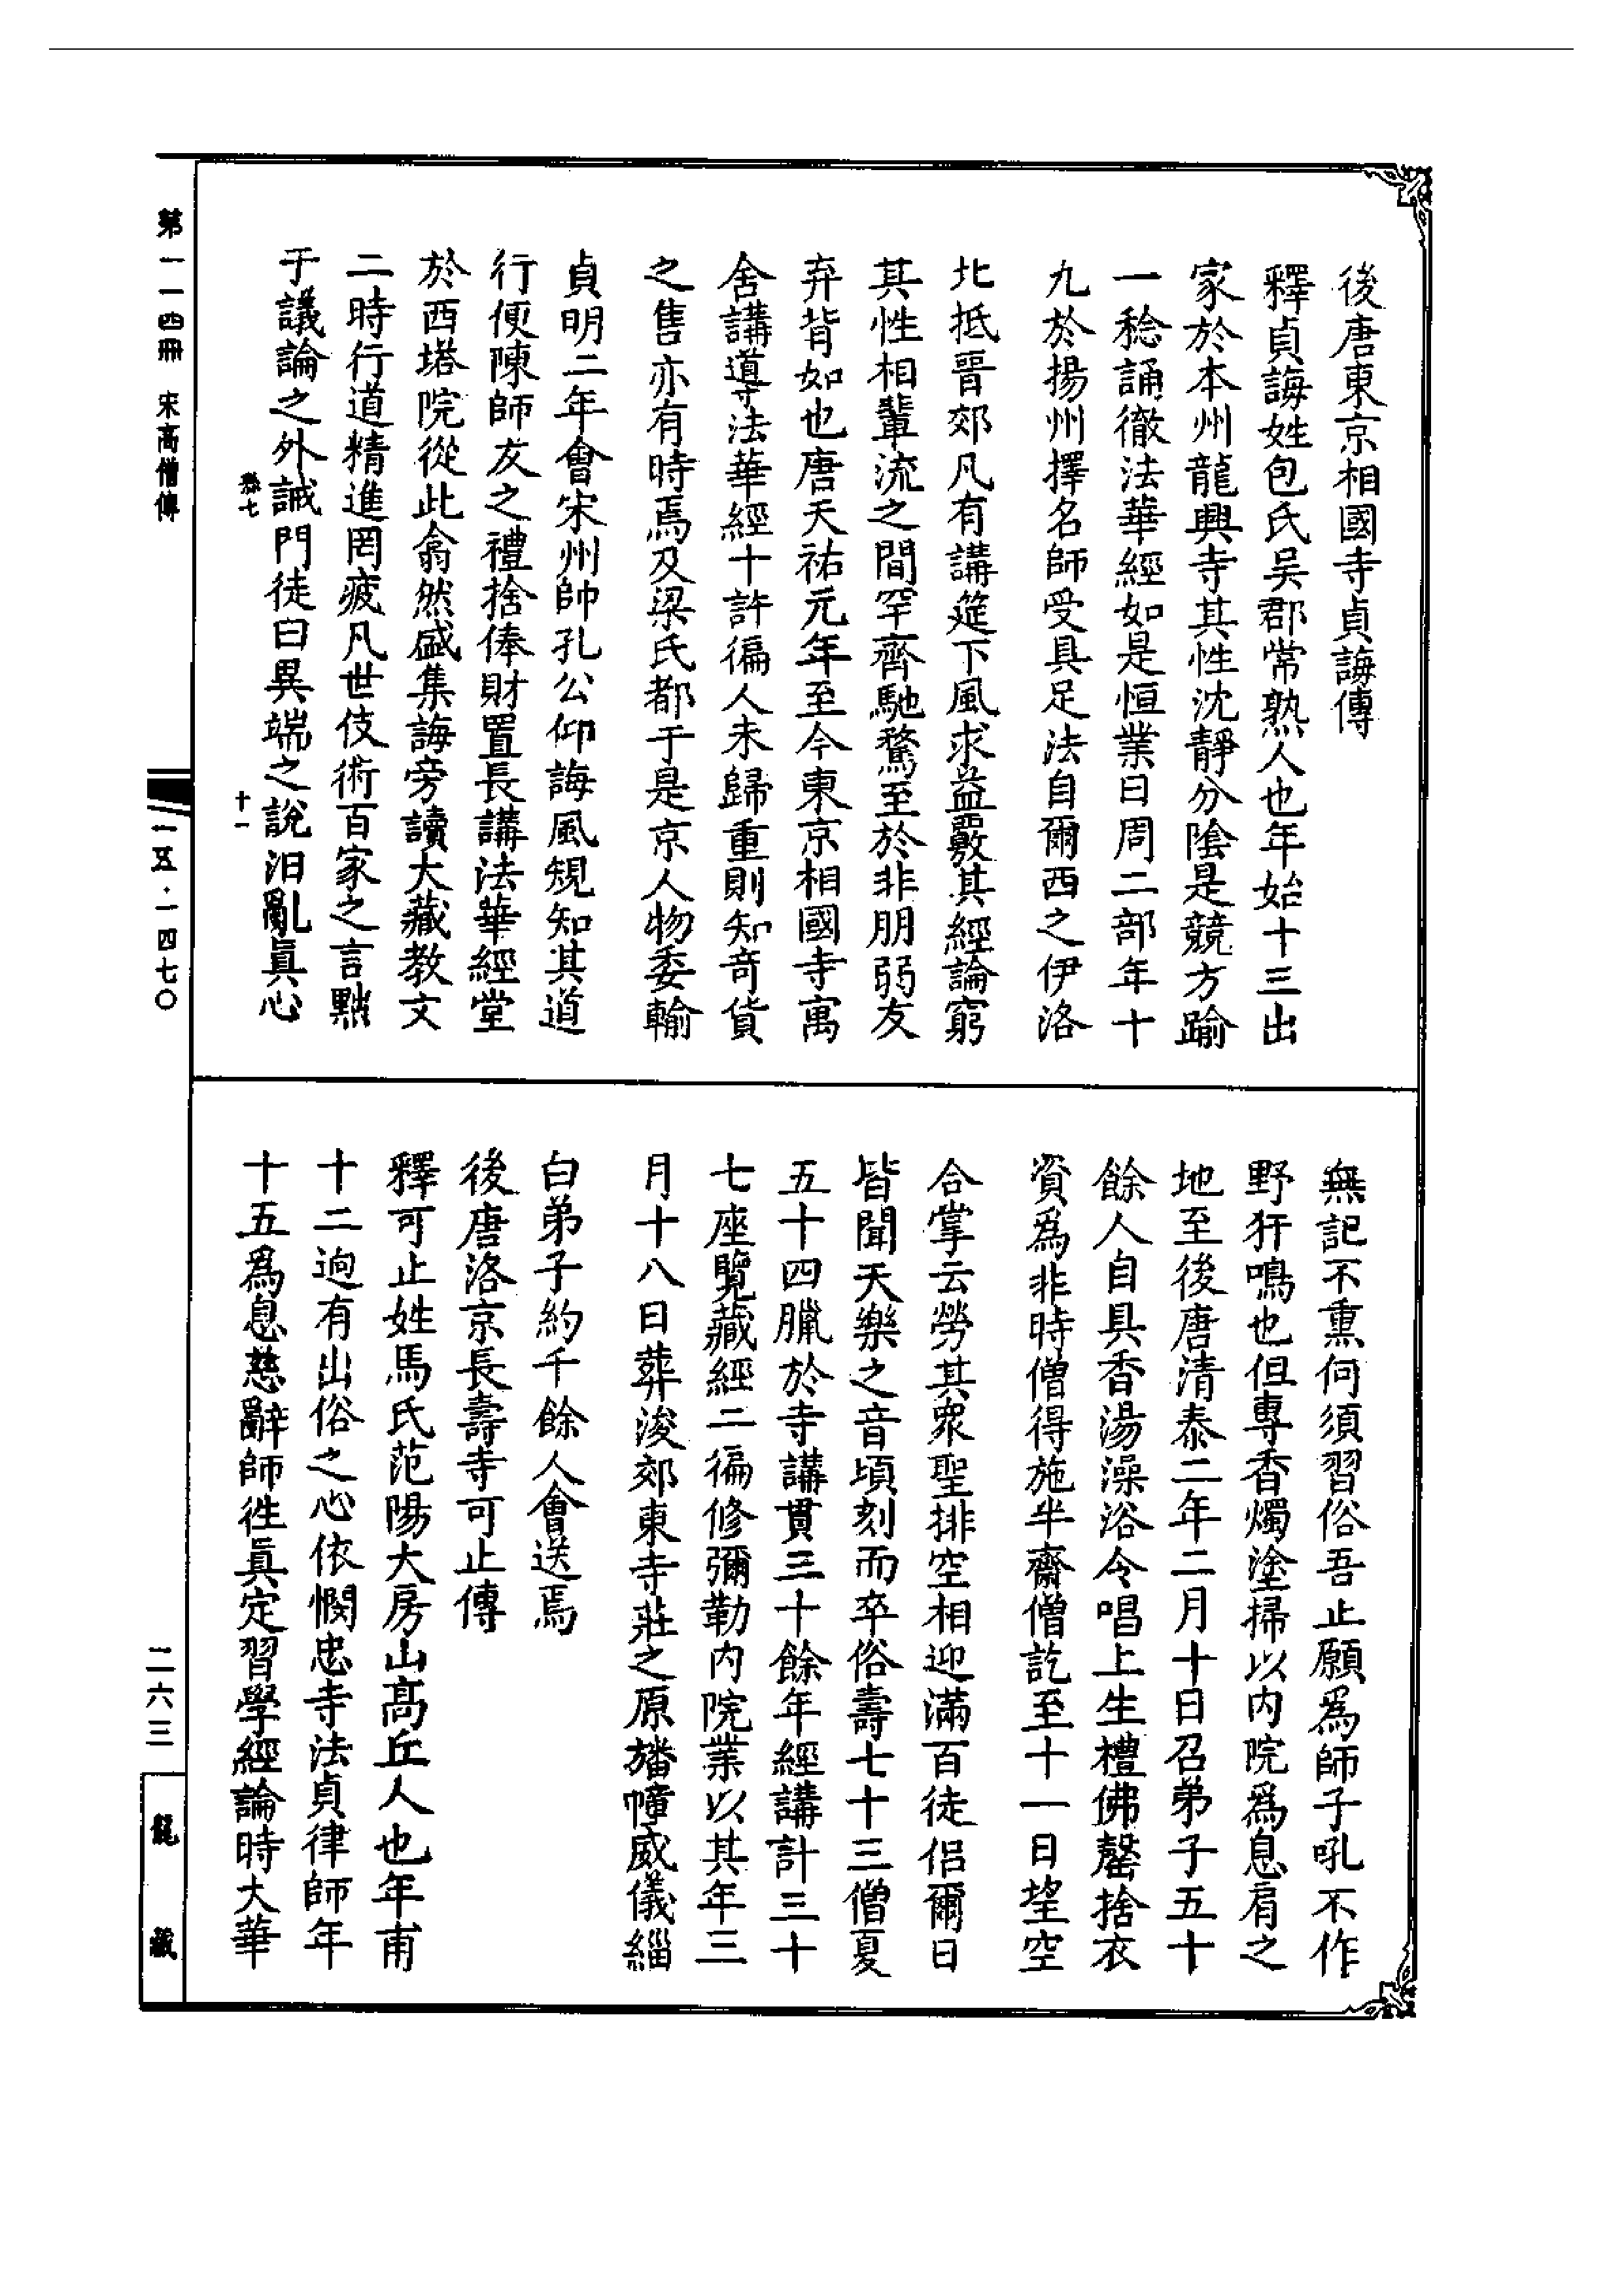 後唐東京相國寺貞誨傳
釋貞誨姓包氏吴郡常熟人也年始十三出
家於本州龍興寺其性沈靜分陰是競方踰
一稔誦徹法華經如是恒業日周二部年十
九於揚州擇名師受具足法自爾西之伊洛
北抵晉郊凡有講筵下風求益覈其經論窮
其性相輩流之間罕齊馳騖至於非朋弱友
弃背如也唐天祐元年至今東京相國寺寓
舍講導法華經十許徧人未歸重則知奇貨
之售亦有時焉及梁氏都于是京人物委輸
貞明二年會宋州帥孔公仰誨風規知其道
行便陳師友之禮捨俸財置長講法華經堂
於西塔院從此翕然盛集誨旁讀大藏教文
二時行道精進罔疲凡世伎術百家之言黜
于議論之外誡門徒曰異端之說汨亂真心
無記不熏何須習俗吾止願爲師子吼不作
野犴鳴也但專香燭塗掃以内院爲息肩之
地至後唐清泰二年二月十日召弟子五十
餘人自具香湯澡浴令唱上生禮佛罄捨衣
資爲非時僧得施半齋僧訖至十一日望空
合掌云勞其衆聖排空相迎滿百徒侶爾日
皆聞天樂之音頃刻而卒俗壽七十三僧夏
五十四臘於寺講貫三十餘年經講計三十
七座覽藏經二徧修彌勒内院業以其年三
月十八日葬浚郊東寺莊之原旛幢威儀緇
白弟子約千餘人會送焉
後唐洛京長壽寺可止傳
釋可止姓馬氏范陽大房山高丘人也年甫
十二逈有出俗之心依憫忠寺法貞律師年
十五爲息慈辭師徃真定習學經論時大華
第一一四冊 宋高僧傳
十一
一五·一四七〇
二六三
龍藏